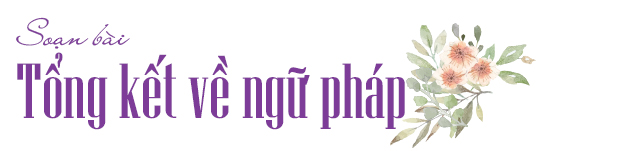 Soạn bài
Tổng kết về ngữ pháp